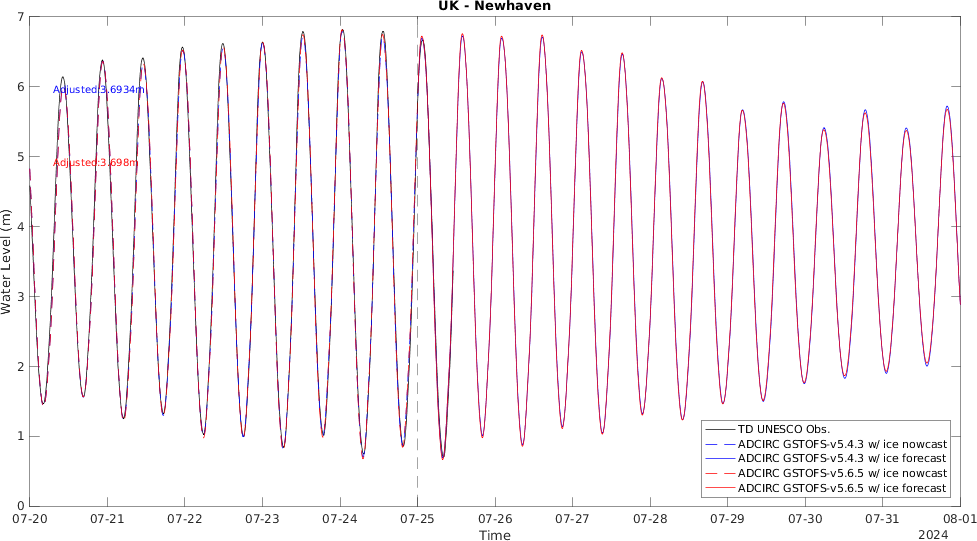 UK - Newhaven
7
6
5
4
3
2
1
0
Water Level (m)
Adjusted:3.6934m
Adjusted:3.698m
TD UNESCO Obs.
ADCIRC GSTOFS-v5.4.3 w/ ice nowcast
ADCIRC GSTOFS-v5.4.3 w/ ice forecast
ADCIRC GSTOFS-v5.6.5 w/ ice nowcast
ADCIRC GSTOFS-v5.6.5 w/ ice forecast
07-20 07-21 07-22 07-23 07-24 07-25 07-26 07-27 07-28 07-29 07-30 07-31 08-01
Time
2024